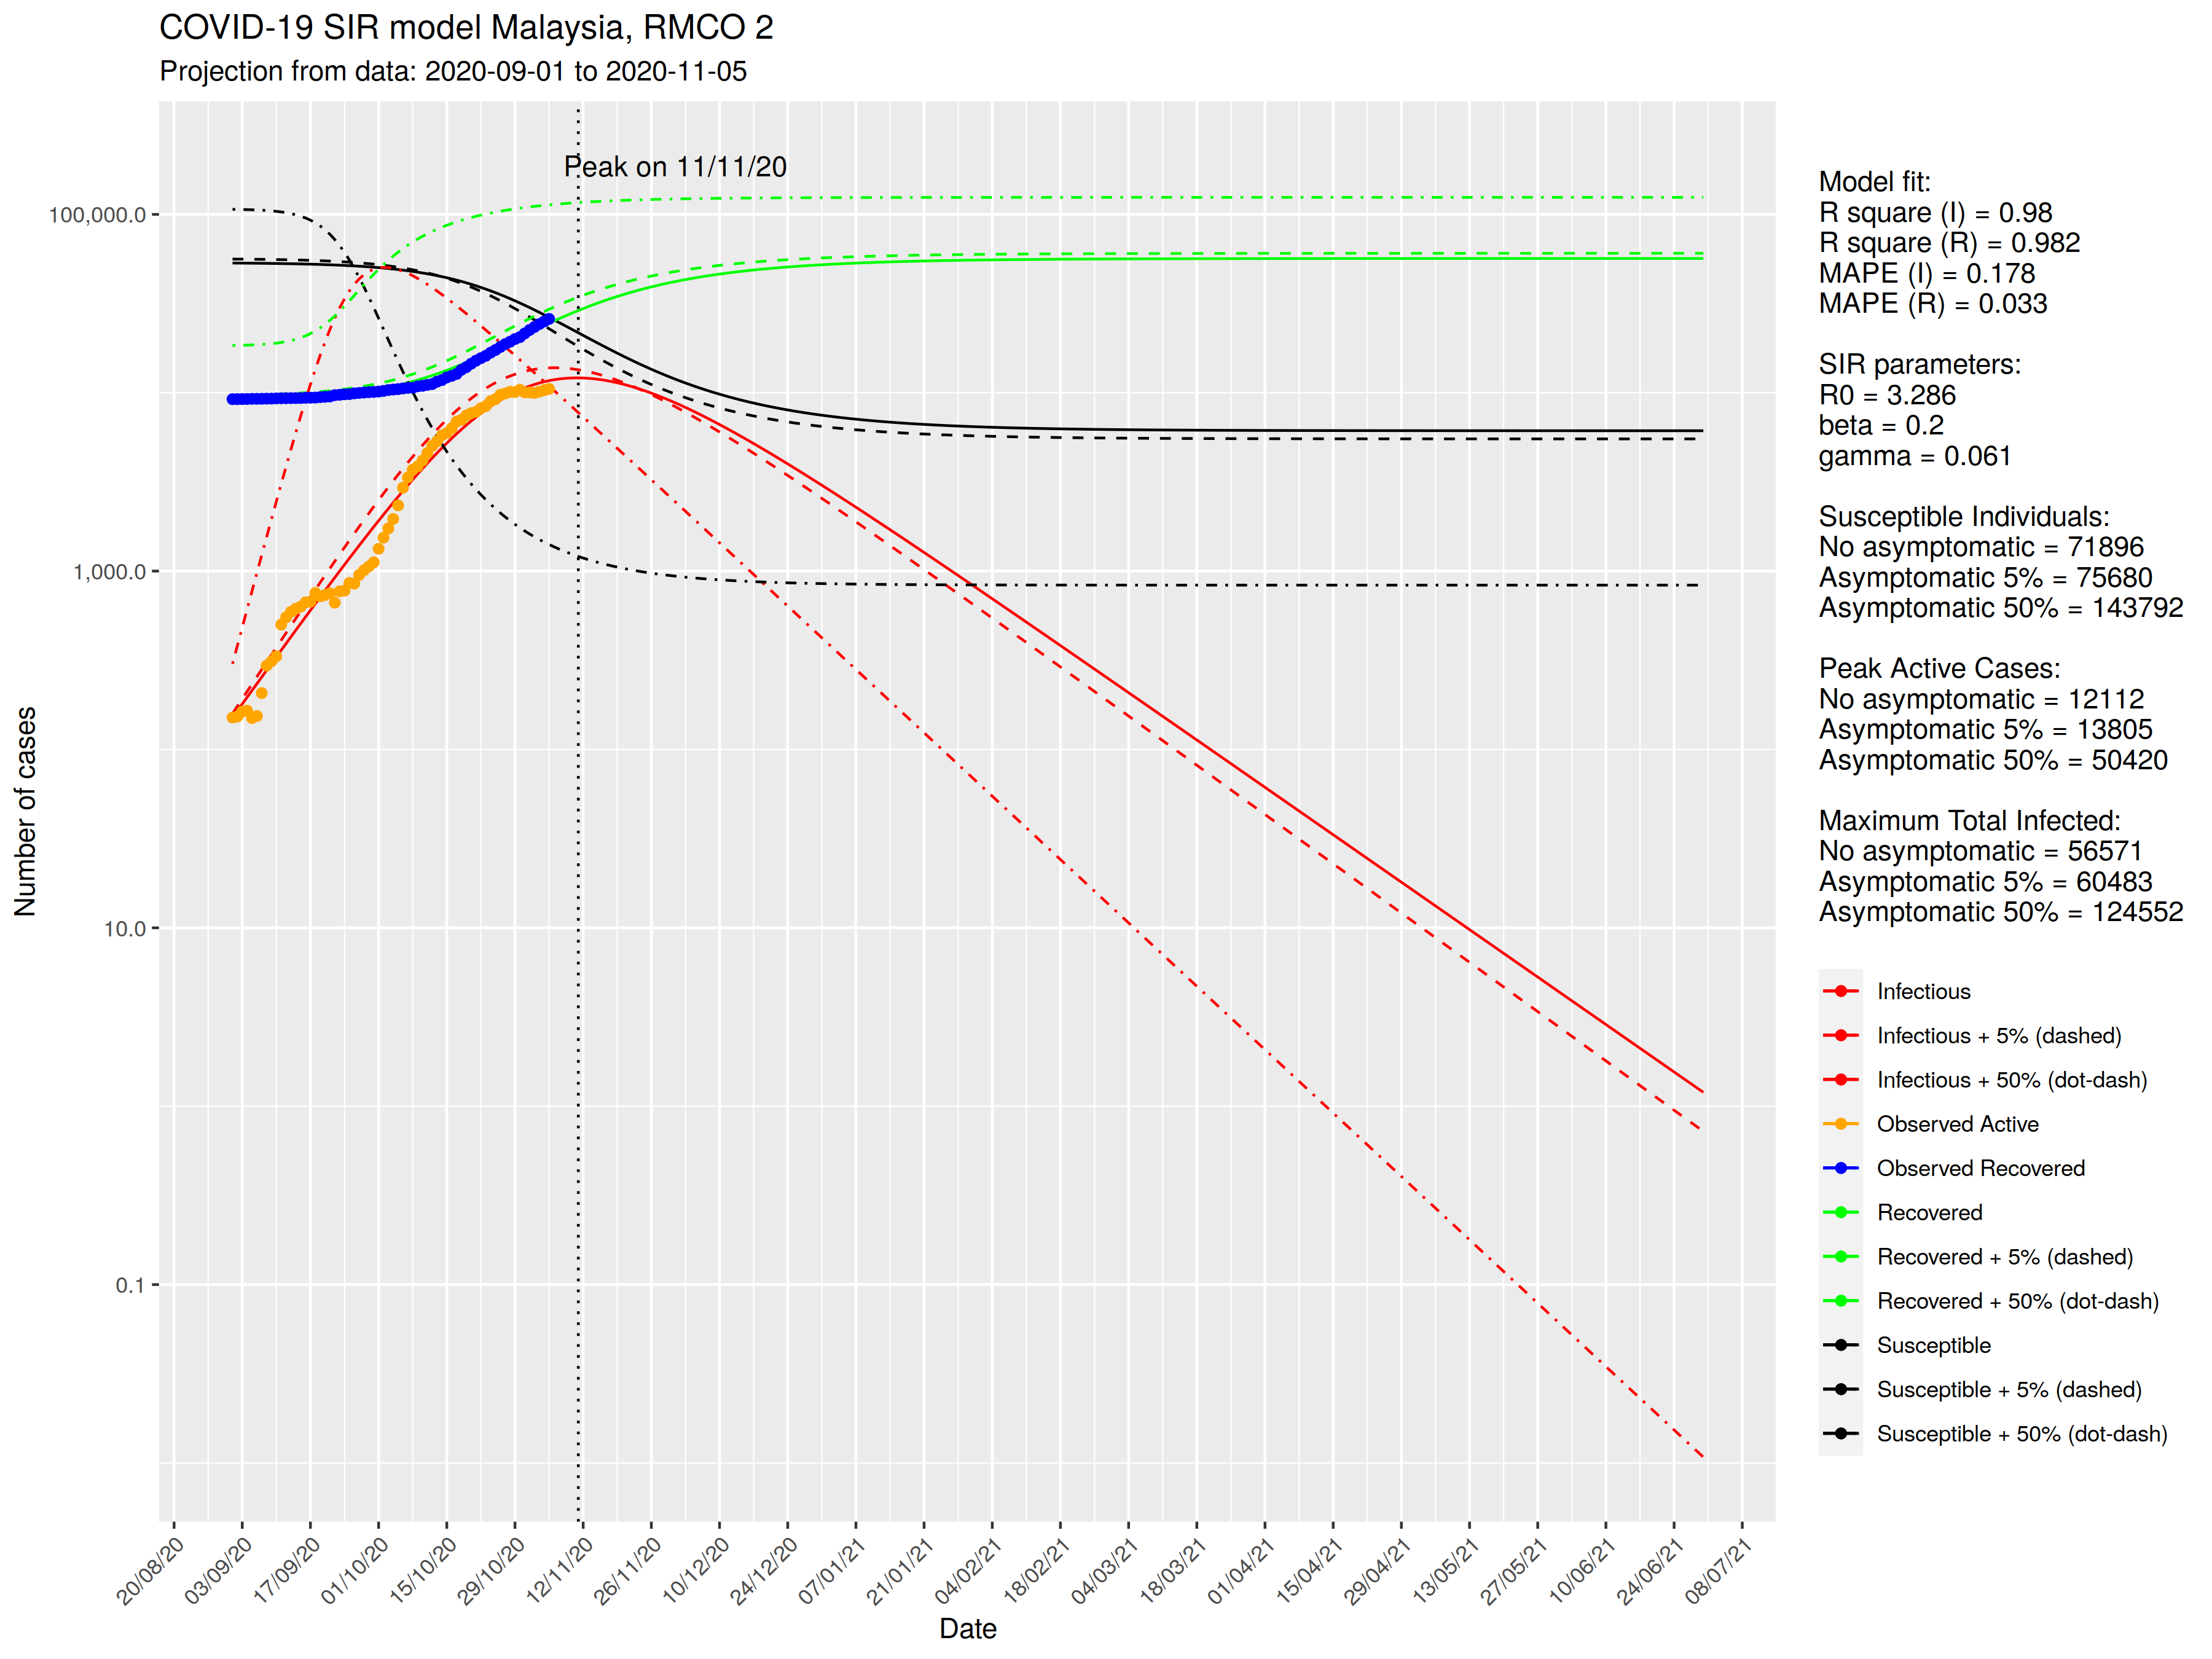 COVID-19 SIR model Malaysia, RMCO 2
Projection from data: 2020-09-01 to 2020-11-05
Peak on 11/11/20
100,000.0
1,000.0
10.0
0.1
Number of cases
20/08/20
03/09/20
17/09/20
01/10/20
15/10/20
29/10/20
12/11/20
26/11/20
10/12/20
24/12/20
07/01/21
21/01/21
04/02/21
18/02/21
04/03/21
18/03/21
01/04/21
15/04/21
29/04/21
13/05/21
27/05/21
10/06/21
24/06/21
08/07/21
Date
Model fit:
R square (I) = 0.98
R square (R) = 0.982
MAPE (I) = 0.178
MAPE (R) = 0.033
SIR parameters:
R0 = 3.286
beta = 0.2
gamma = 0.061
Susceptible Individuals:
No asymptomatic = 71896
Asymptomatic 5% = 75680
Asymptomatic 50% = 143792
Peak Active Cases:
No asymptomatic = 12112
Asymptomatic 5% = 13805
Asymptomatic 50% = 50420
Maximum Total Infected:
No asymptomatic = 56571
Asymptomatic 5% = 60483
Asymptomatic 50% = 124552
Infectious
Infectious + 5% (dashed)
Infectious + 50% (dot-dash)
Observed Active
Observed Recovered
Recovered
Recovered + 5% (dashed)
Recovered + 50% (dot-dash)
Susceptible
Susceptible + 5% (dashed)
Susceptible + 50% (dot-dash)